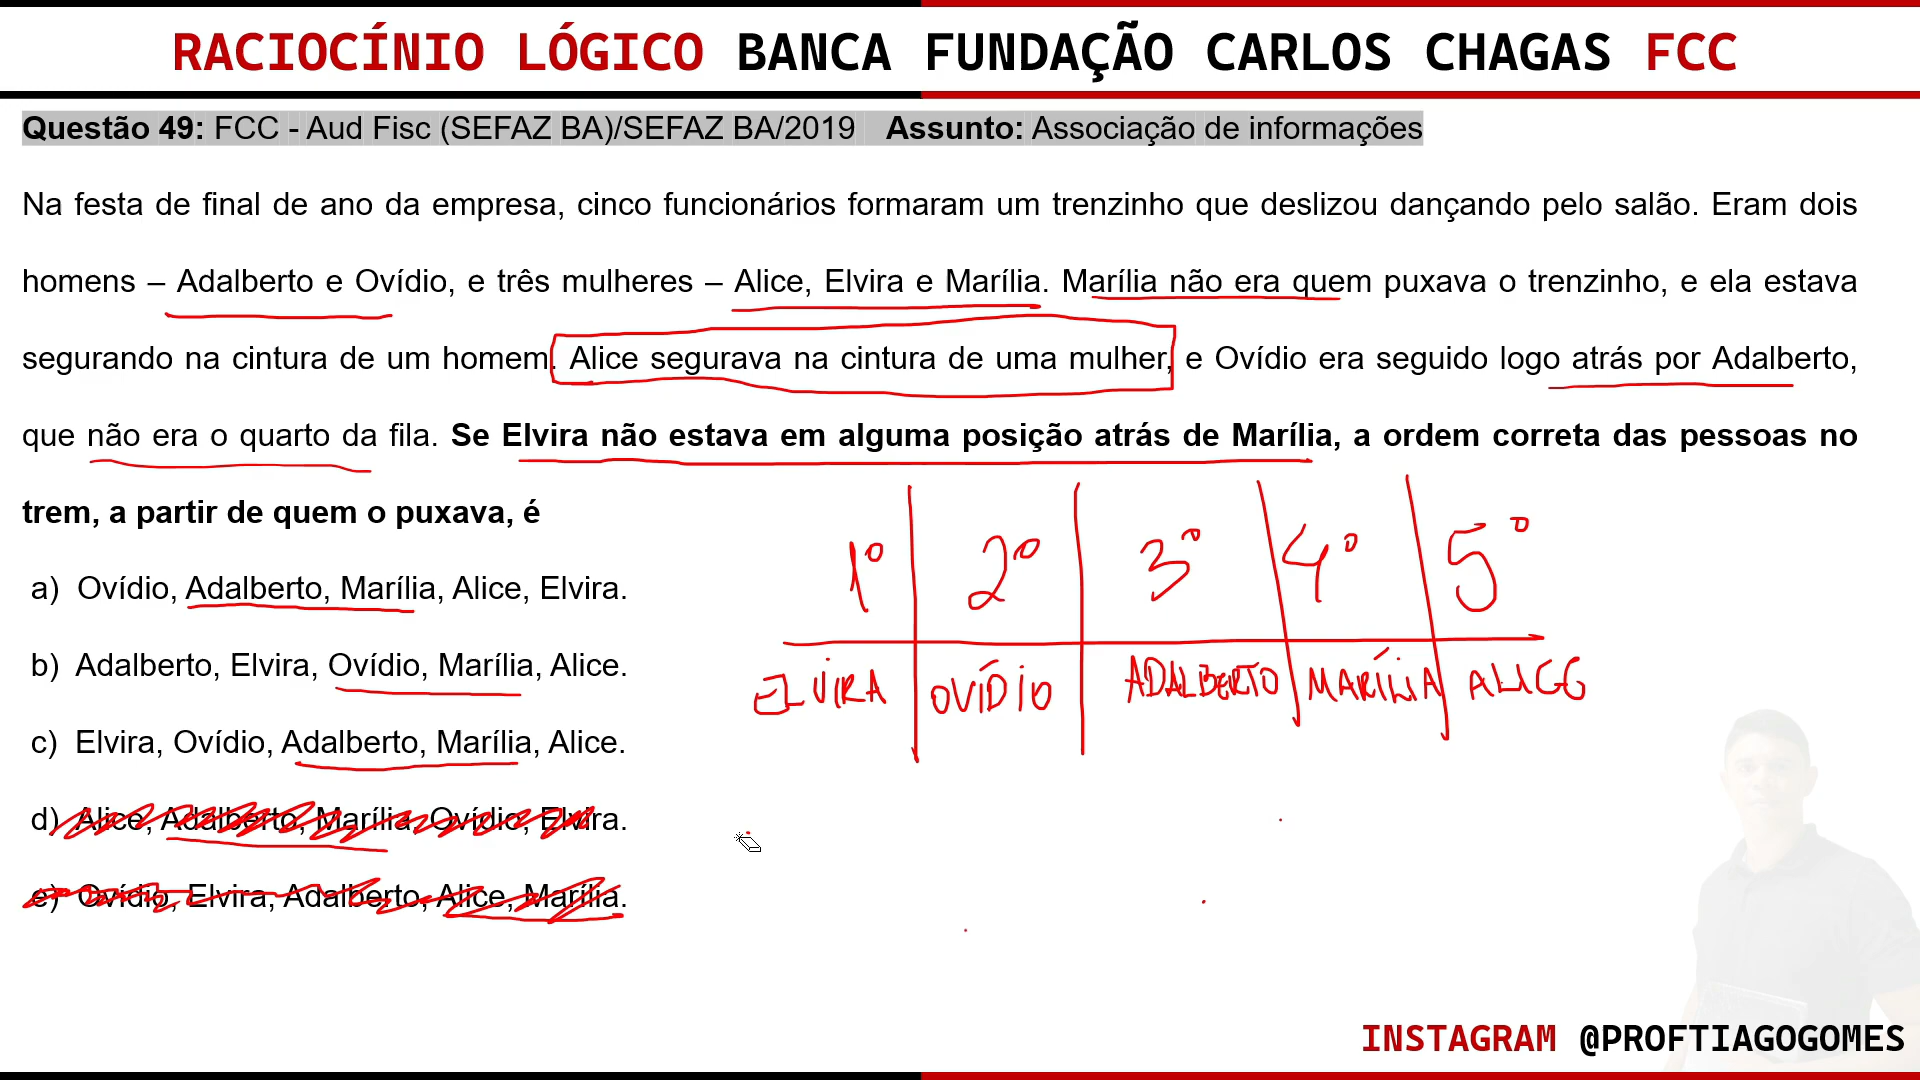 RACIOCÍNIO LÓGICO BANCA FUNDAÇÃO CARLOS CHAGAS FCC
Questão 49: FCC - Aud Fisc (SEFAZ BA)/SEFAZ BA/2019 Assunto: Associação de informações
Na festa de final de ano da empresa, cinco funcionários formaram um trenzinho que deslizou dançando pelo salão. Eram dois
homens – Adalberto e Ovídio, e três mulheres – Alice, Elvira e Marília. Marília não era quem puxava o trenzinho, e ela estava
segurando na cintura de um homem. Alice segurava na cintura de uma mulher, e Ovídio era seguido logo atrás por Adalberto,
que não era o quarto da fila. Se Elvira não estava em alguma posição atrás de Marília, a ordem correta das pessoas no
trem, a partir de quem o puxava, é
a) Ovídio, Adalberto, Marília, Alice, Elvira.
b) Adalberto, Elvira, Ovídio, Marília, Alice.
c) Elvira, Ovídio, Adalberto, Marília, Alice.
d) Alice, Adalberto, Marília, Ovídio, Elvira.
e) Ovídio, Elvira, Adalberto, Alice, Marília.
1º 2º 3º 4º 5º
ELVIRA OVÍDIO ADALBERTO MARÍLIA ALICE
INSTAGRAM @PROFTIAGOGOMES